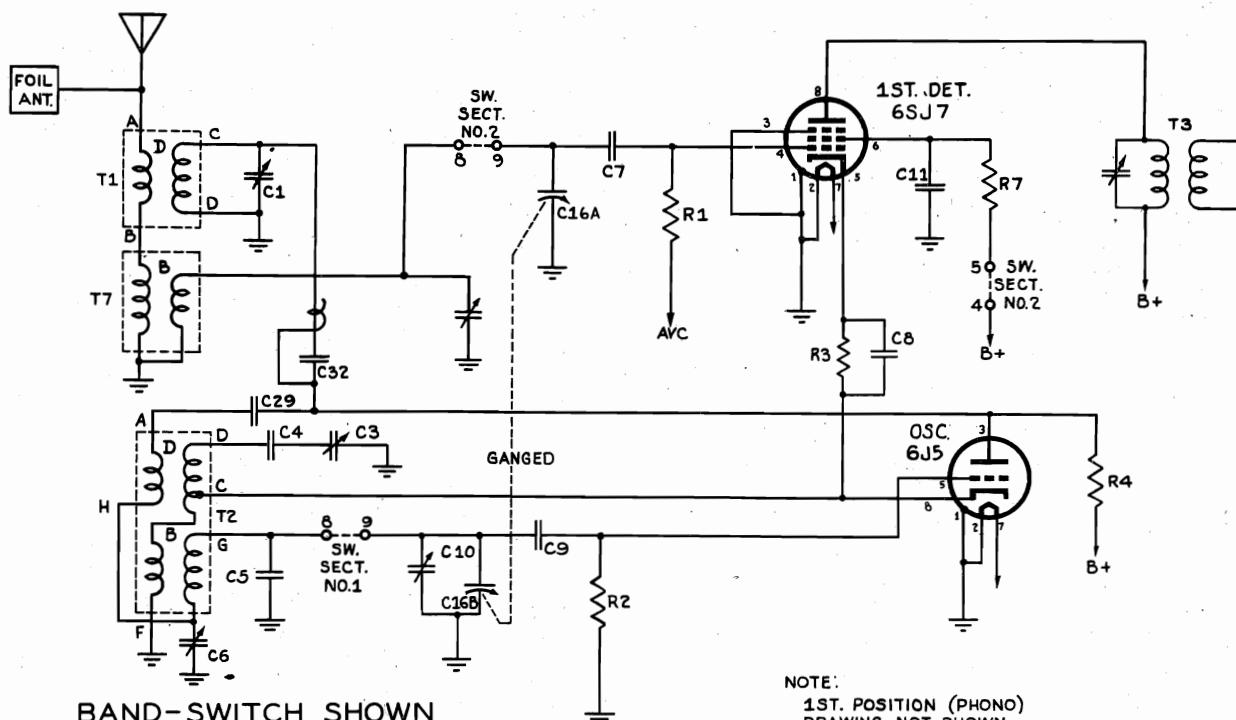 FOIL
ANT.
A
D
C
T1
C1
D
B
B
T7
C32
SW.
SECT.
NO.2
8 9
C7
C16A
R1
AVC
1ST. DET.
6SJ7
8
3
4
6
1
2
7
5
C11
R7
5
SW.
SECT.
NO.2
4
B+
T3
B+
R3
C8
C29
A
D
D
C4
C3
GANGED
C
H
B
T2
G
8 9
SW.
SECT.
NO.1
C5
C10
C16B
C9
R2
F
C6
OSC.
6J5
3
5
8
1
2
7
R4
B+
BAND-SWITCH SHOWN
NOTE:
1ST. POSITION (PHONO)